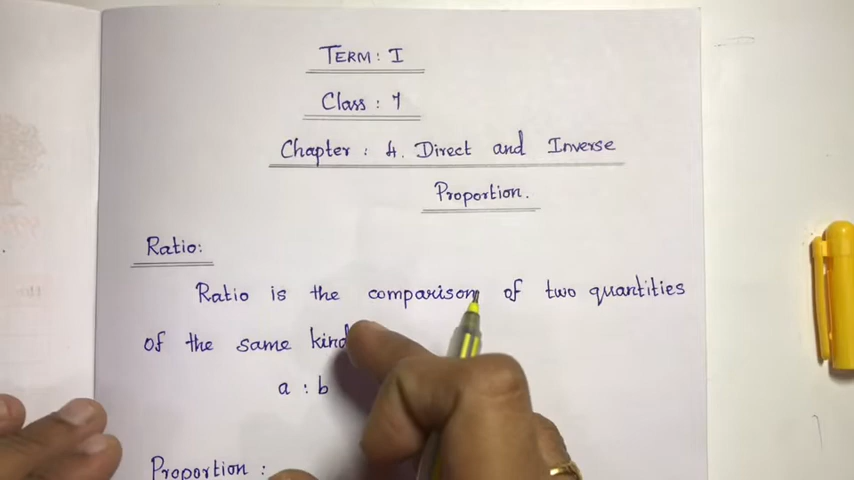 TERM: I
Class: 7
Chapter: 4. Direct and Inverse
Proportion.
Ratio:
Ratio is the comparison of two quantities
of the same kind
a : b
Proportion :